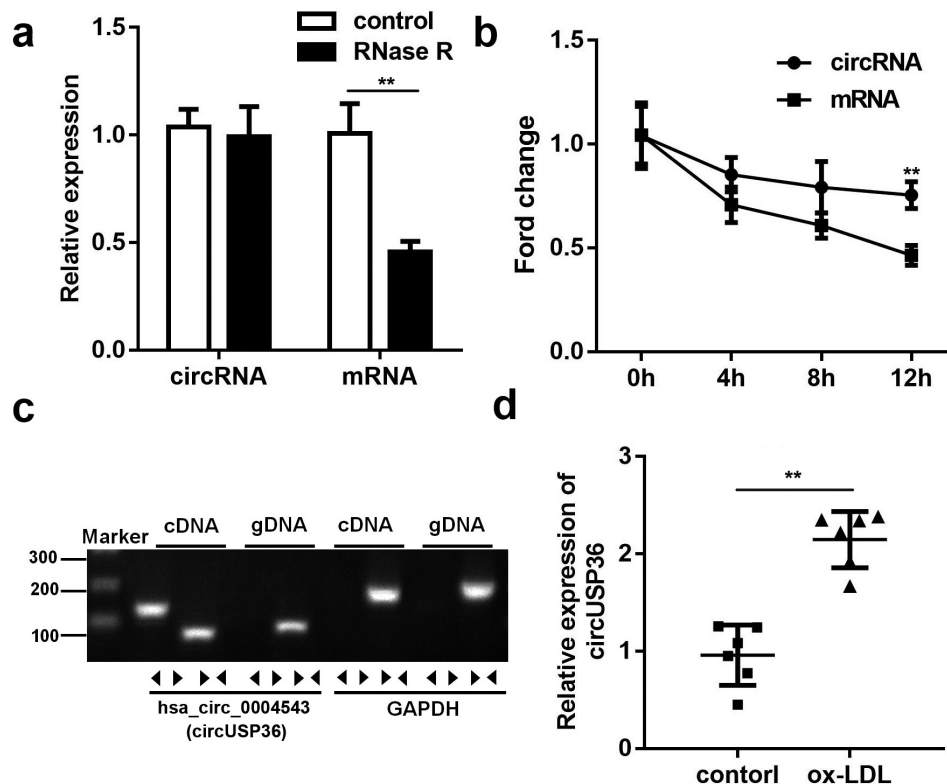 a
1.5
1.0
0.5
0.0
Relative expression
control
RNase R
**
circRNA
mRNA
b
1.5
1.0
0.5
0.0
Ford change
circRNA
mRNA
**
0h
4h
8h
12h
c
Marker
cDNA
gDNA
cDNA
gDNA
300
200
100
hsa_circ_0004543
(circUSP36)
GAPDH
d
3
2
1
0
Relative expression of
circUSP36
**
contorl
ox-LDL